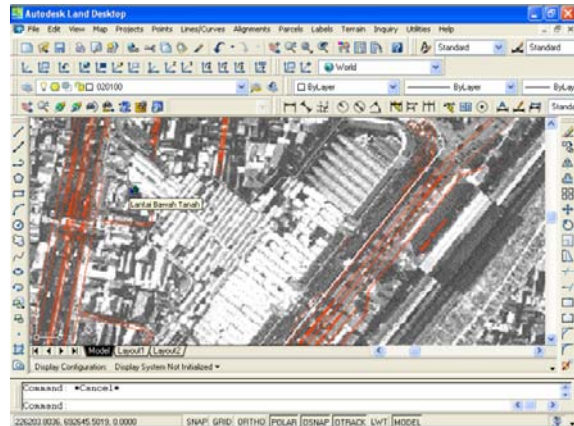 Autodesk Land Desktop
File Edit View Map Projects Points Lines/Curves Alignments Parcels Labels Terrain Inquiry Utilities Help
Standard Standard
World
020100 ByLayer ByLayer ByLay
Standa
Lantai Bawah Tanah
Model Layout1 Layout2
Display Configuration: Display System Not Initialized
Command: *Cancel*
Command:
226203.8036, 692645.5019, 0.0000 SNAP GRID ORTHO POLAR OSNAP OTRACK LWT MODEL